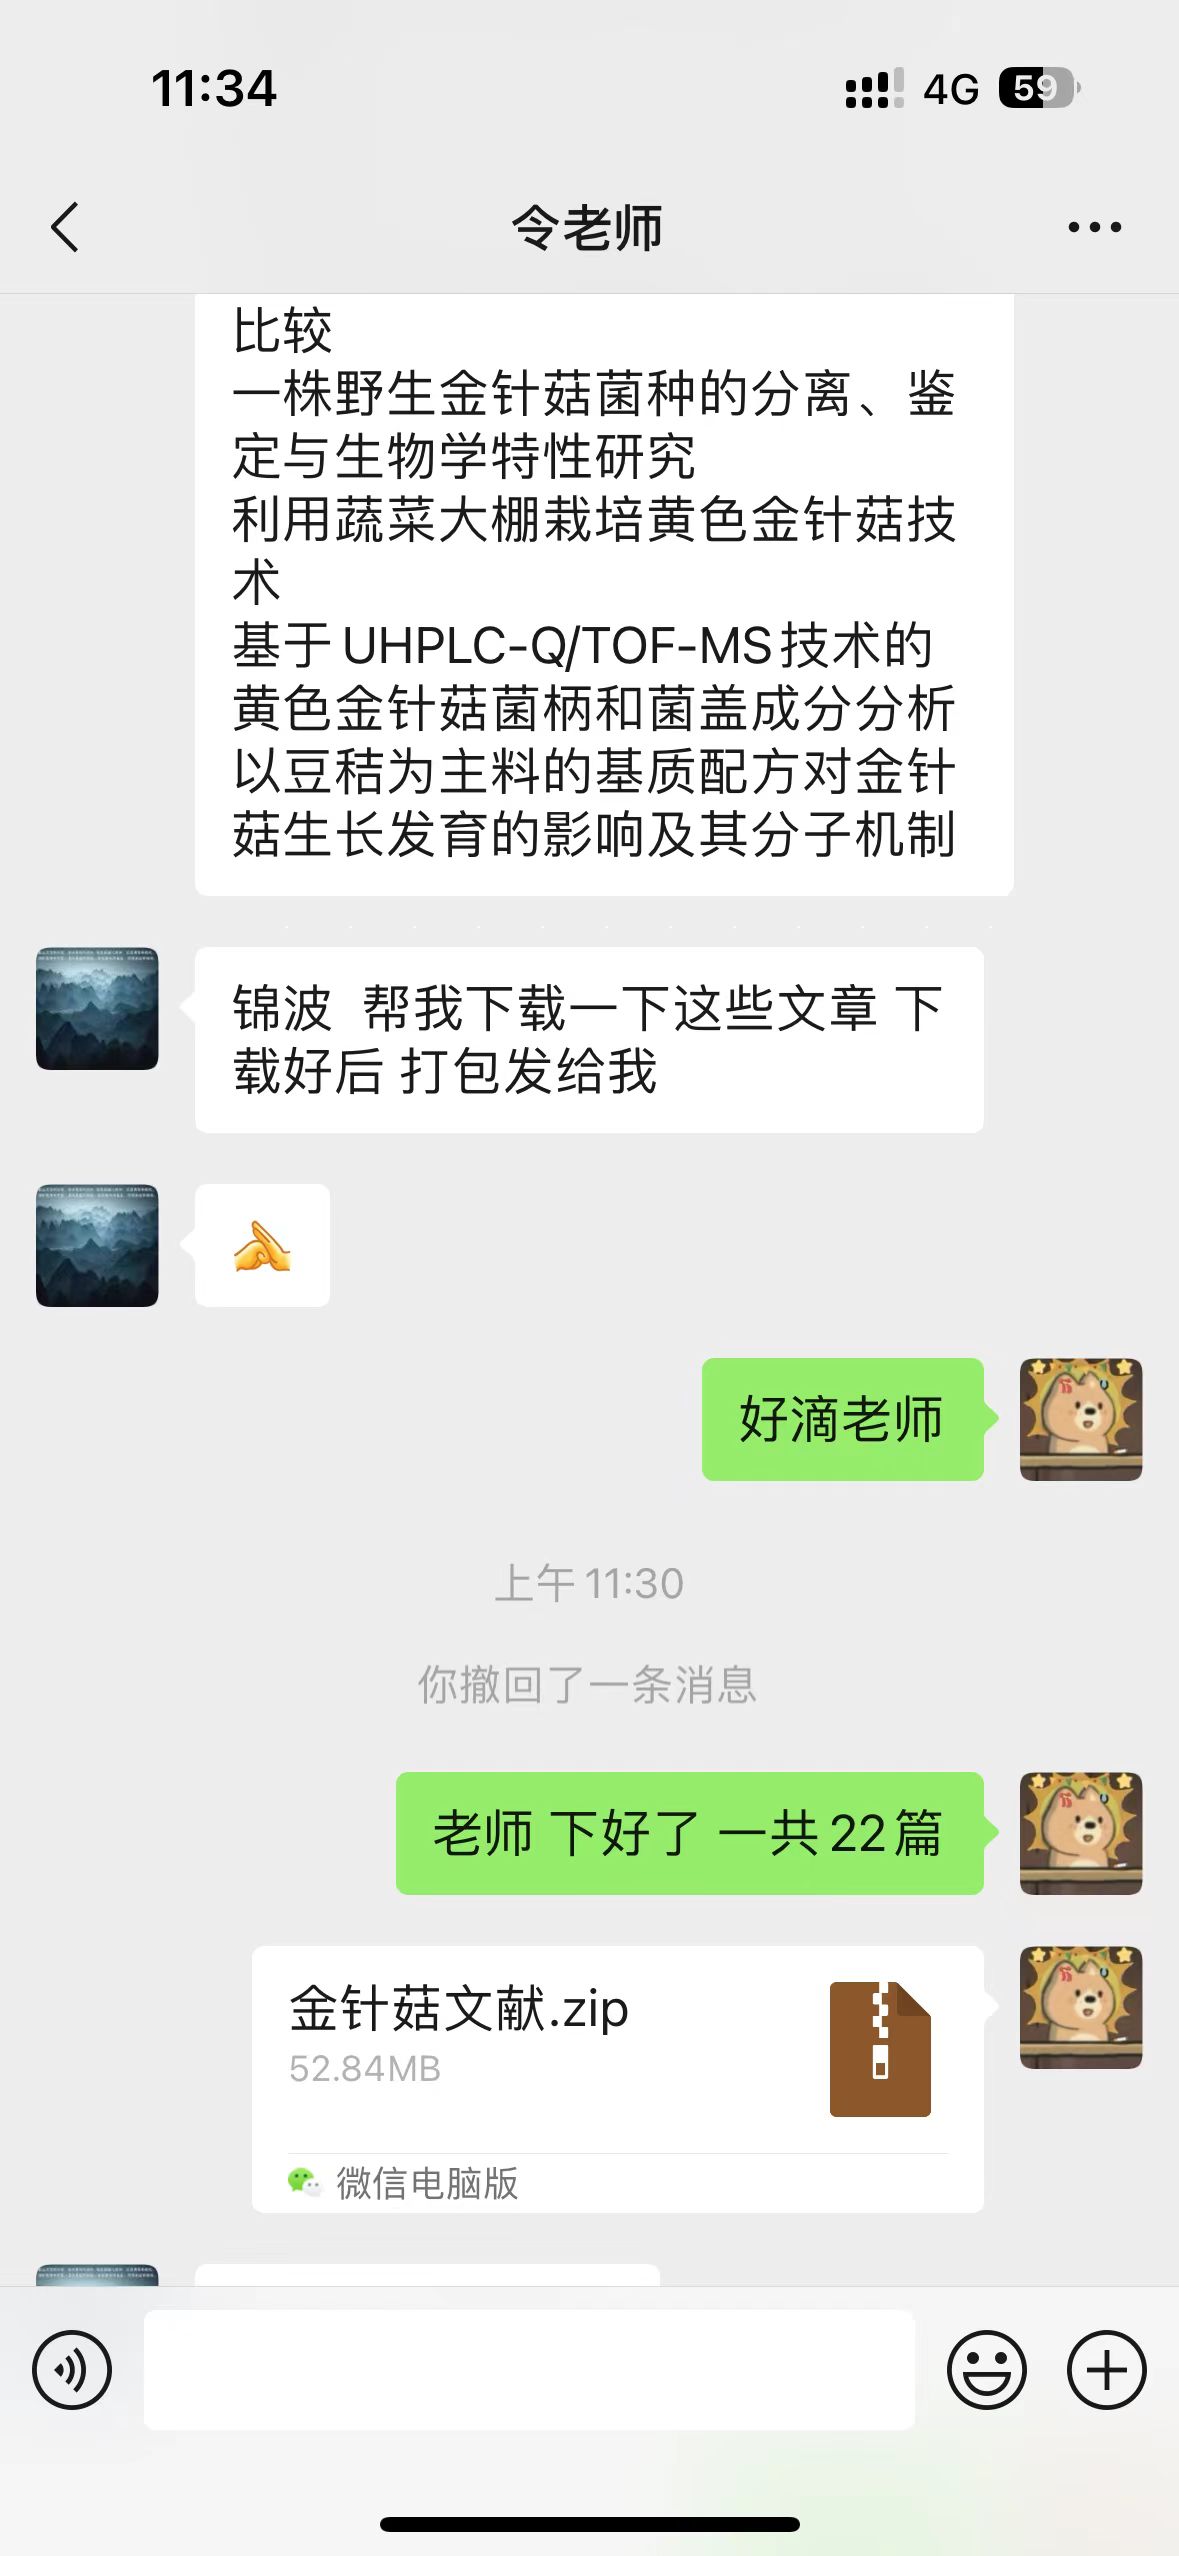 11:34
4G
59
令老师
比较
一株野生金针菇菌种的分离、鉴
定与生物学特性研究
利用蔬菜大棚栽培黄色金针菇技
术
基于UHPLC-Q/TOF-MS技术的
黄色金针菇菌柄和菌盖成分分析
以豆秸为主料的基质配方对金针
菇生长发育的影响及其分子机制
锦波 帮我下载一下这些文章 下
载好后 打包发给我
好滴老师
上午 11:30
你撤回了一条消息
老师 下好了 一共22篇
金针菇文献.zip
52.84MB
微信电脑版